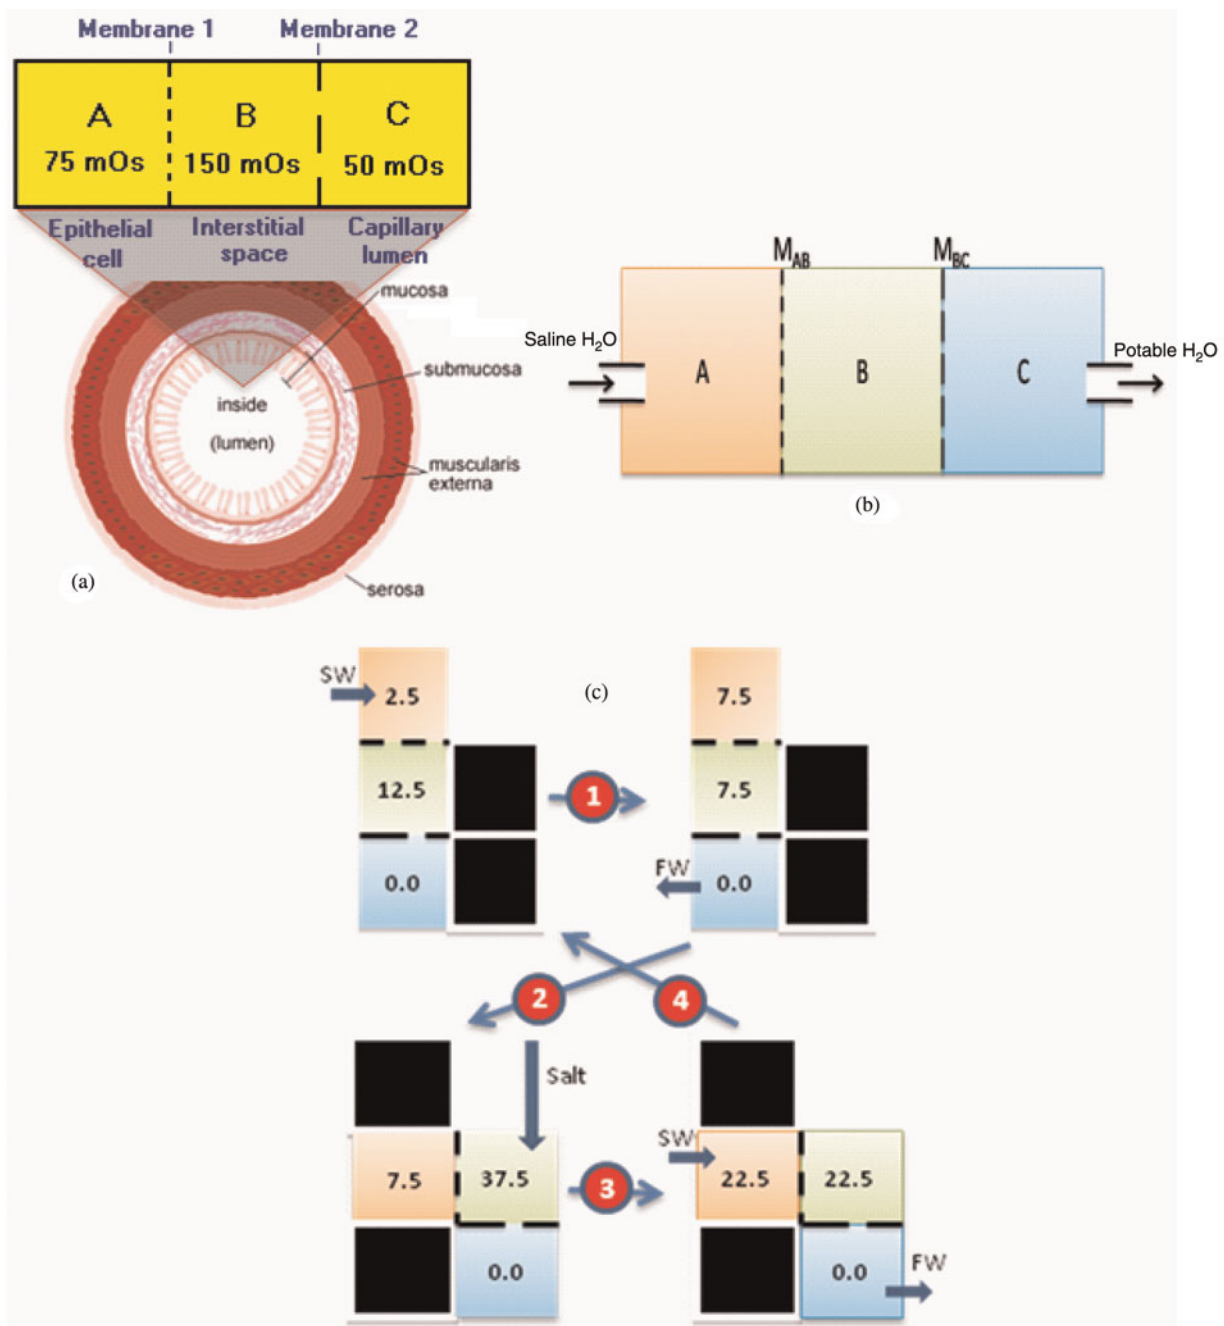 Membrane 1 Membrane 2
A B C
75 mOs 150 mOs 50 mOs
Epithelial cell
Interstitial space
Capillary lumen
mucosa
submucosa
inside
(lumen)
muscularis
externa
serosa
(a)
M_AB M_BC
Saline H₂O
A B C
Potable H₂O
(b)
(c)
SW
2.5
12.5
0.0
1
7.5
7.5
FW
0.0
2
4
Salt
7.5 37.5
0.0
3
SW
22.5 22.5
0.0
FW